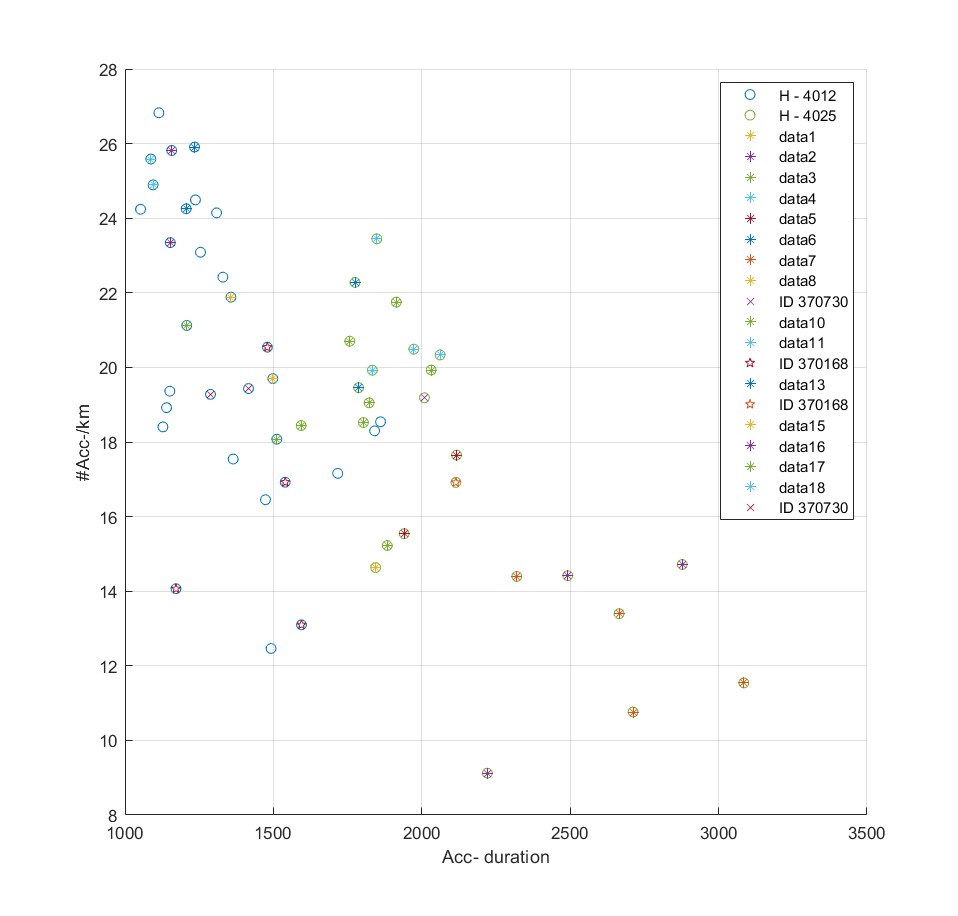 28
26
24
22
20
18
16
14
12
10
8
#Acc-/km
1000 1500 2000 2500 3000 3500
Acc- duration
H - 4012
H - 4025
data1
data2
data3
data4
data5
data6
data7
data8
ID 370730
data10
data11
ID 370168
data13
ID 370168
data15
data16
data17
data18
ID 370730